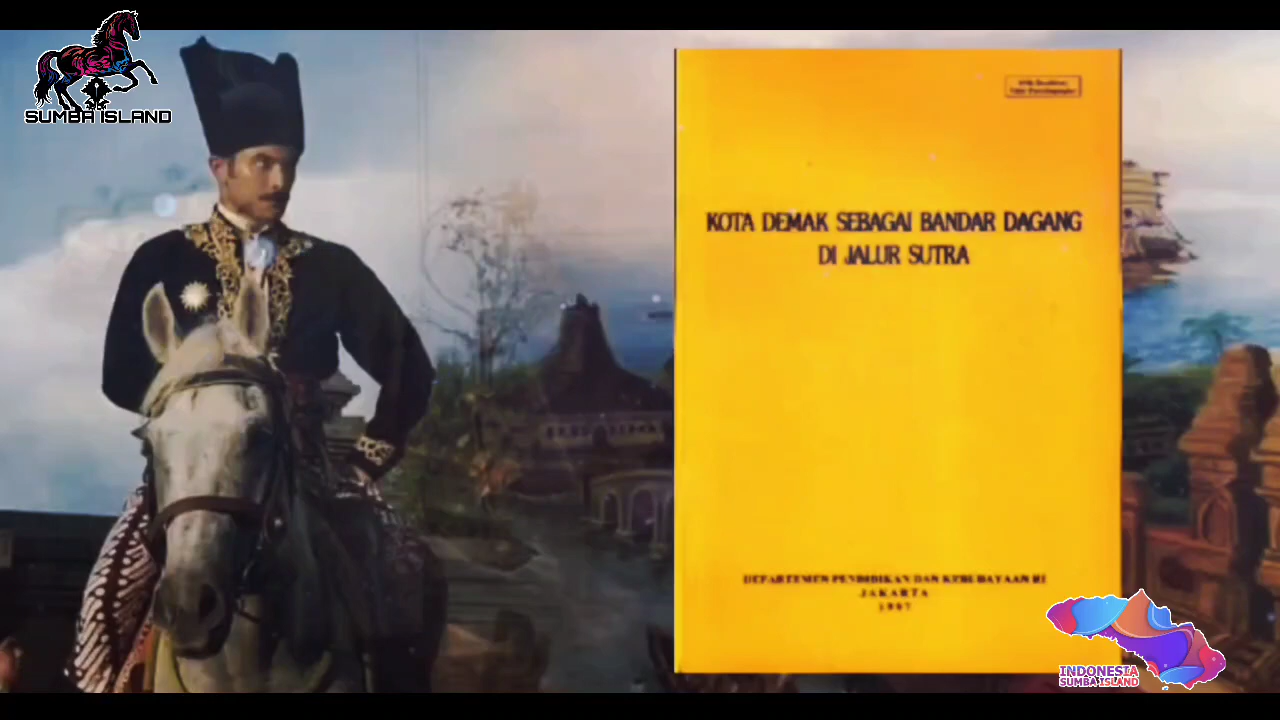 SUMBA ISLAND
KOTA DEMAK SEBAGAI BANDAR DAGANG
DI JALUR SUTRA
DEPARTEMEN PENDIDIKAN DAN KEBUDAYAAN RI
JAKARTA
1997
INDONESIA
SUMBA ISLAND